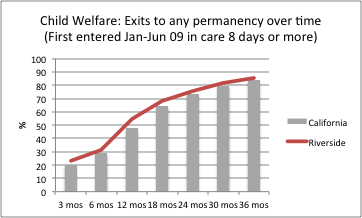 Child Welfare: Exits to any permanency over time
(First entered Jan-Jun 09 in care 8 days or more)
100
90
80
70
60
50
40
30
20
10
0
%
3 mos 6 mos 12 mos 18 mos 24 mos 30 mos 36 mos
California
Riverside